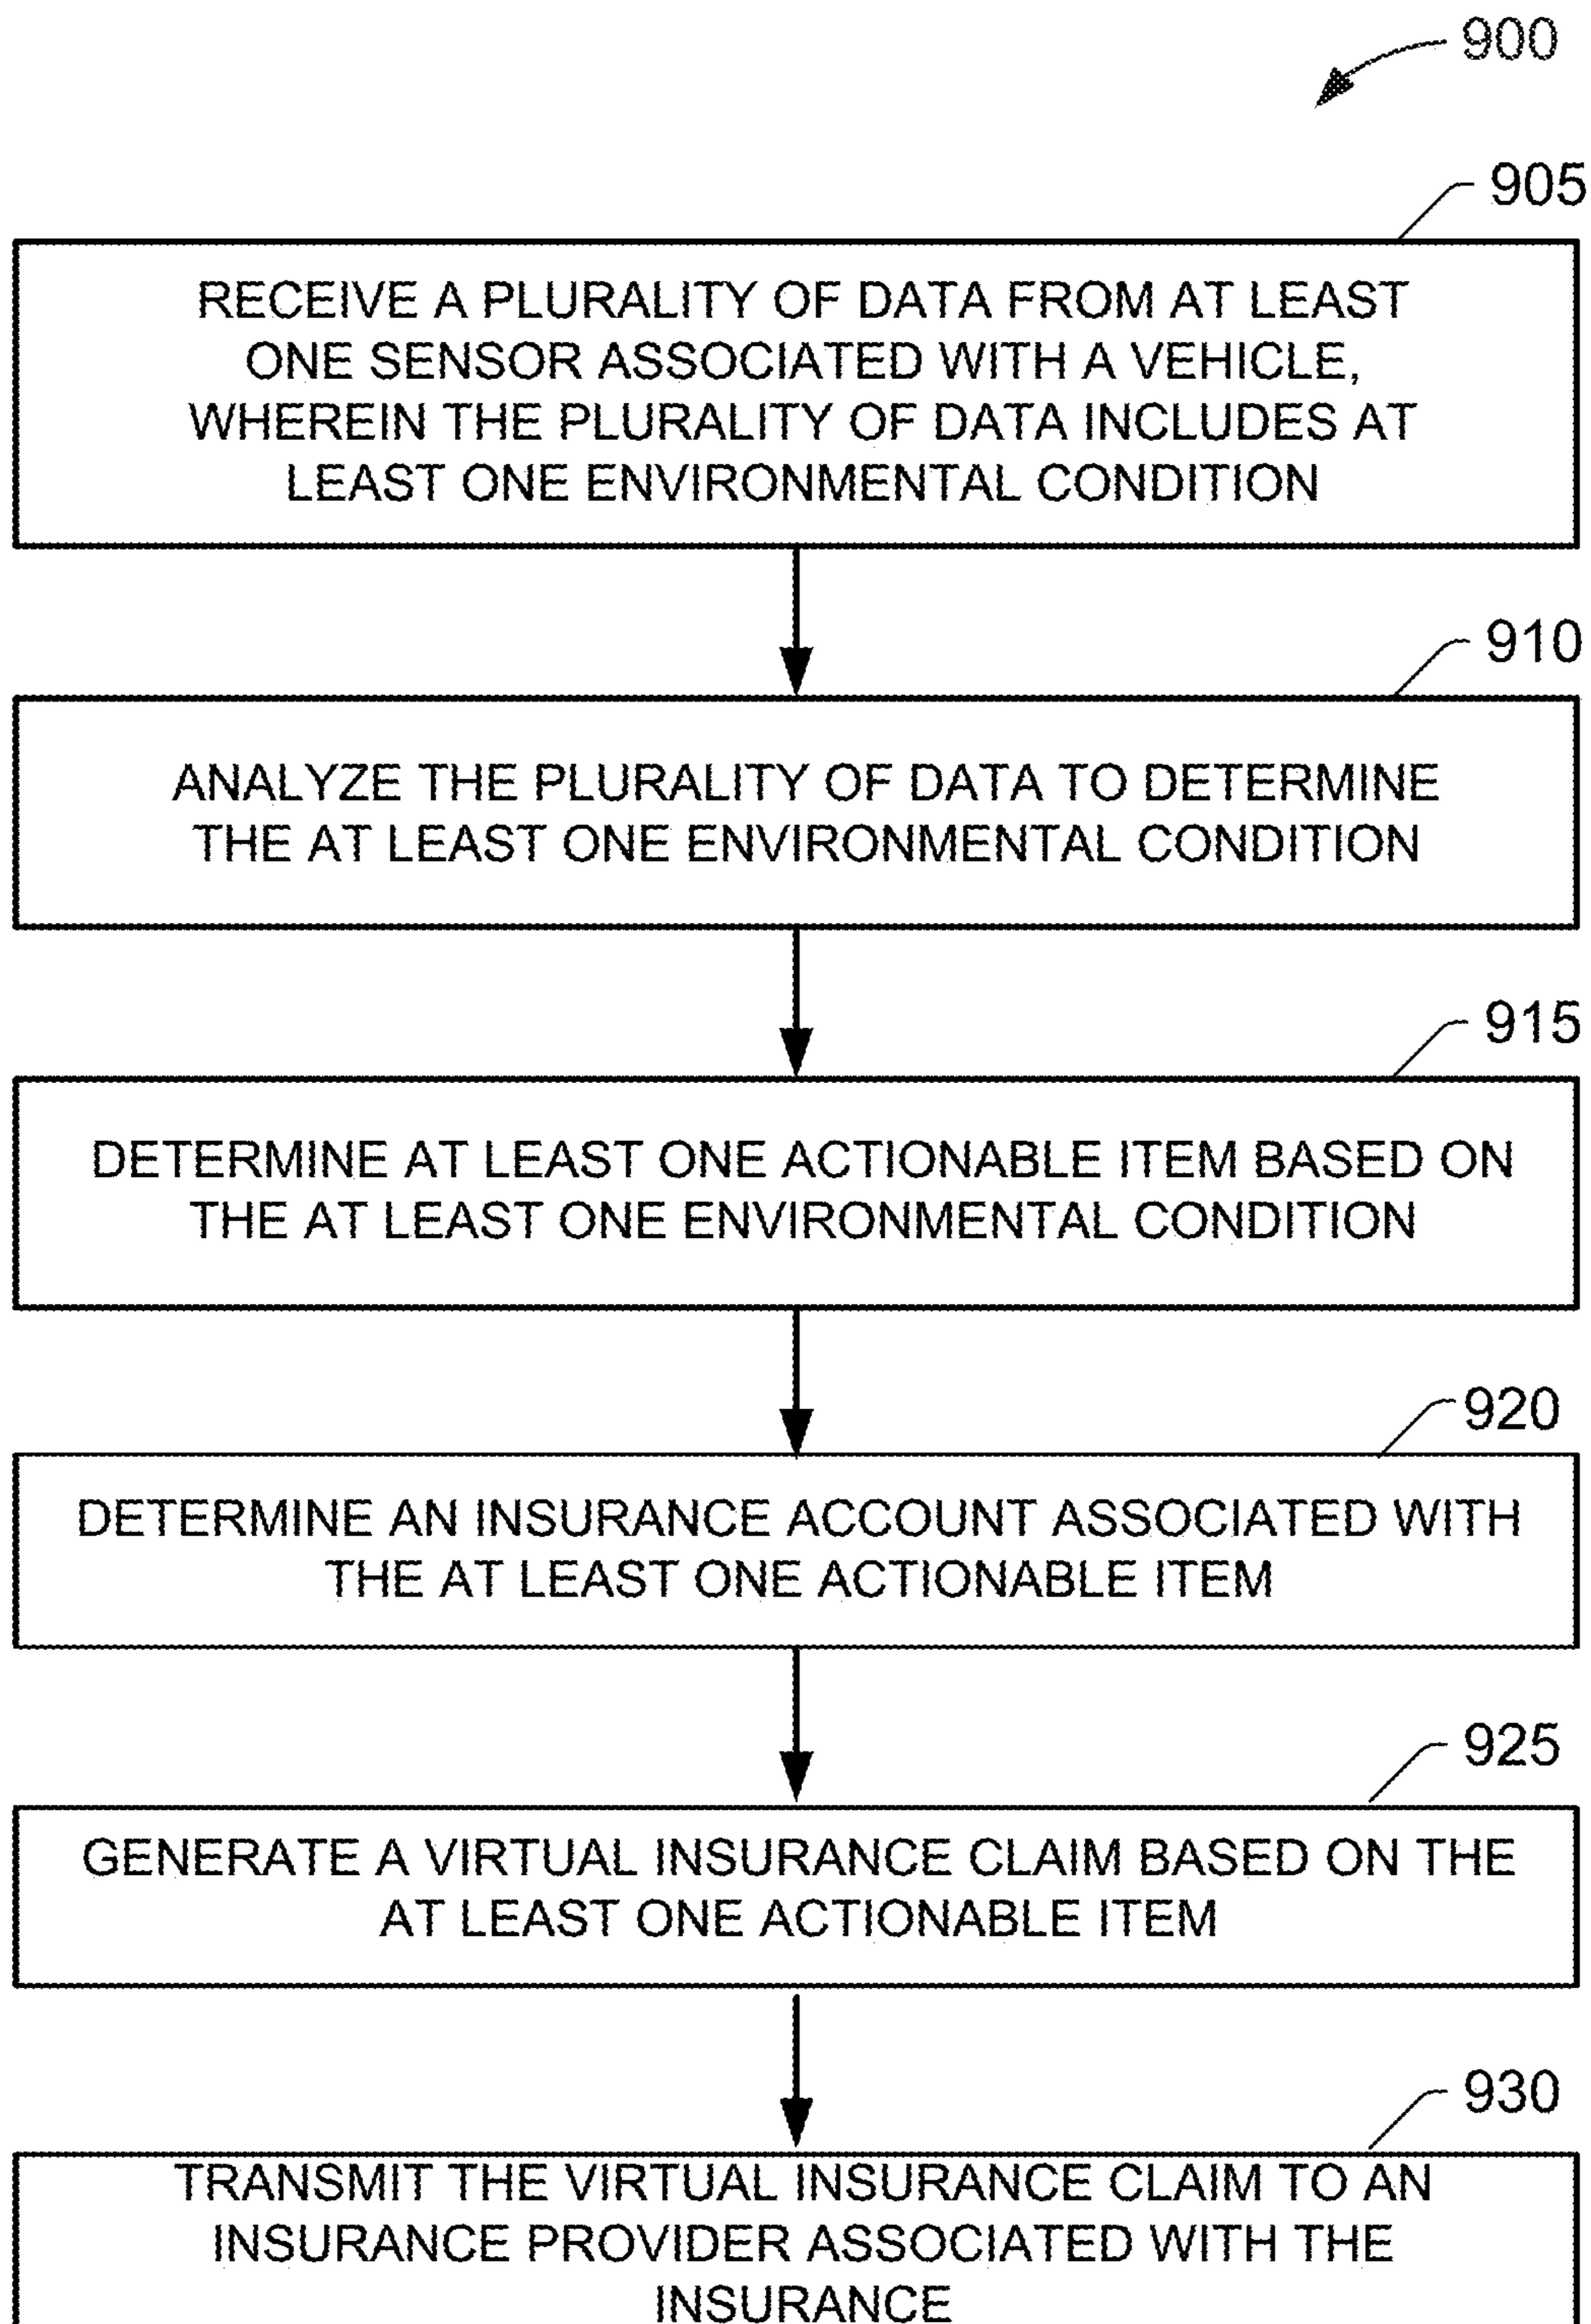 900
905
RECEIVE A PLURALITY OF DATA FROM AT LEAST
ONE SENSOR ASSOCIATED WITH A VEHICLE,
WHEREIN THE PLURALITY OF DATA INCLUDES AT
LEAST ONE ENVIRONMENTAL CONDITION
910
ANALYZE THE PLURALITY OF DATA TO DETERMINE
THE AT LEAST ONE ENVIRONMENTAL CONDITION
915
DETERMINE AT LEAST ONE ACTIONABLE ITEM BASED ON
THE AT LEAST ONE ENVIRONMENTAL CONDITION
920
DETERMINE AN INSURANCE ACCOUNT ASSOCIATED WITH
THE AT LEAST ONE ACTIONABLE ITEM
925
GENERATE A VIRTUAL INSURANCE CLAIM BASED ON THE
AT LEAST ONE ACTIONABLE ITEM
930
TRANSMIT THE VIRTUAL INSURANCE CLAIM TO AN
INSURANCE PROVIDER ASSOCIATED WITH THE
INSURANCE